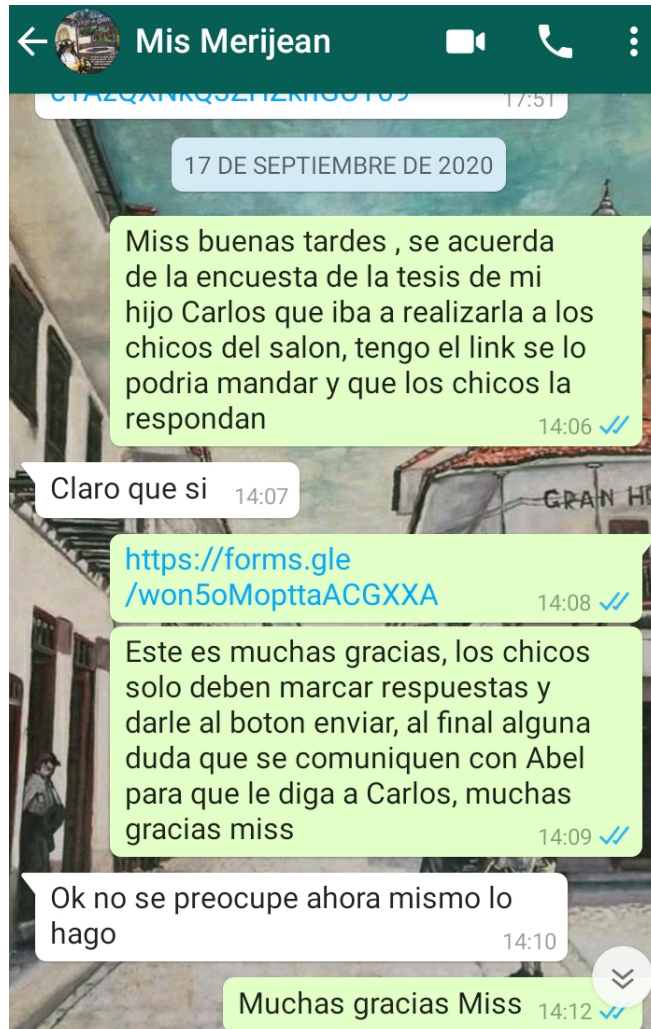 Mis Merijean
17:51
17 DE SEPTIEMBRE DE 2020
Miss buenas tardes , se acuerda
de la encuesta de la tesis de mi
hijo Carlos que iba a realizarla a los
chicos del salon, tengo el link se lo
podria mandar y que los chicos la
respondan
14:06
Claro que si 14:07
GRAN
https://forms.gle
/won5oMopttaACGXXA
14:08
Este es muchas gracias, los chicos
solo deben marcar respuestas y
darle al boton enviar, al final alguna
duda que se comuniquen con Abel
para que le diga a Carlos, muchas
gracias miss
14:09
Ok no se preocupe ahora mismo lo
hago
14:10
Muchas gracias Miss 14:12